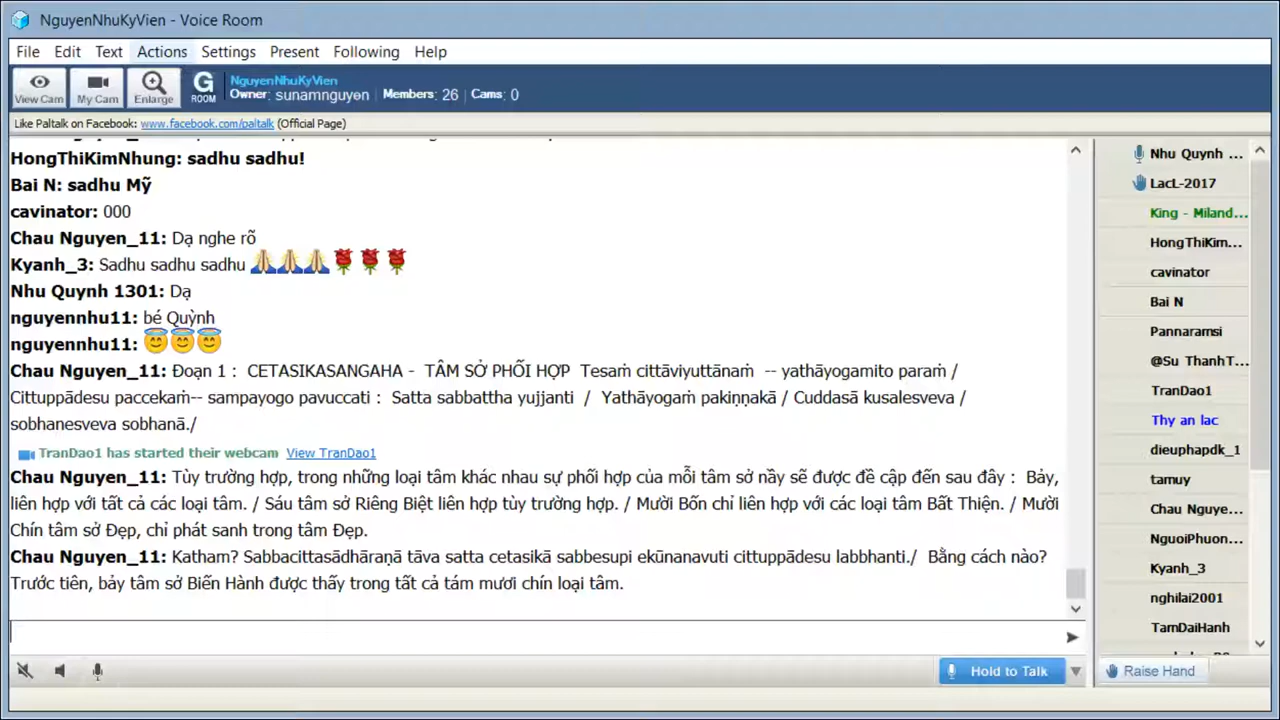 NguyenNhuKyVien - Voice Room
File Edit Text Actions Settings Present Following Help
View Cam My Cam Enlarge G ROOM
NguyenNhuKyVien
Owner: sunamnguyen Members: 26 Cams: 0
Like Paltalk on Facebook: www.facebook.com/paltalk (Official Page)
HongThiKimNhung: sadhu sadhu!
Bai N: sadhu Mỹ
cavinator: 000
Chau Nguyen_11: Dạ nghe rõ
Kyanh_3: Sadhu sadhu sadhu 🙏🙏🙏🌹🌹🌹
Nhu Quynh 1301: Dạ
nguyennhu11: bé Quỳnh
nguyennhu11: 😇😇😇
Chau Nguyen_11: Đoạn 1 : CETASIKASANGAHA - TÂM SỞ PHỐI HỢP Tesaṁ cittāviyuttānaṁ -- yathāyogamito paraṁ /
Cittuppādesu paccekaṁ-- sampayogo pavuccati : Satta sabbattha yujjanti / Yathāyogaṁ pakiṇṇakā / Cuddasā kusalesveva /
sobhanesveva sobhanā./
TranDao1 has started their webcam View TranDao1
Chau Nguyen_11: Tùy trường hợp, trong những loại tâm khác nhau sự phối hợp của mỗi tâm sở nầy sẽ được đề cập đến sau đây : Bảy,
liên hợp với tất cả các loại tâm. / Sáu tâm sở Riêng Biệt liên hợp tùy trường hợp. / Mười Bốn chỉ liên hợp với các loại tâm Bất Thiện. / Mười
Chín tâm sở Đẹp, chỉ phát sanh trong tâm Đẹp.
Chau Nguyen_11: Katham? Sabbacittasādhāraṇā tāva satta cetasikā sabbesupi ekūnanavuti cittuppādesu labbhanti./ Bằng cách nào?
Trước tiên, bảy tâm sở Biến Hành được thấy trong tất cả tám mươi chín loại tâm.
Hold to Talk
Nhu Quynh ...
LacL-2017
King - Miland...
HongThiKim...
cavinator
Bai N
Pannaramsi
@Su ThanhT...
TranDao1
Thy an lac
dieuphapdk_1
tamuy
Chau Nguye...
NguoiPhuon...
Kyanh_3
nghilai2001
TamDaiHanh
Raise Hand